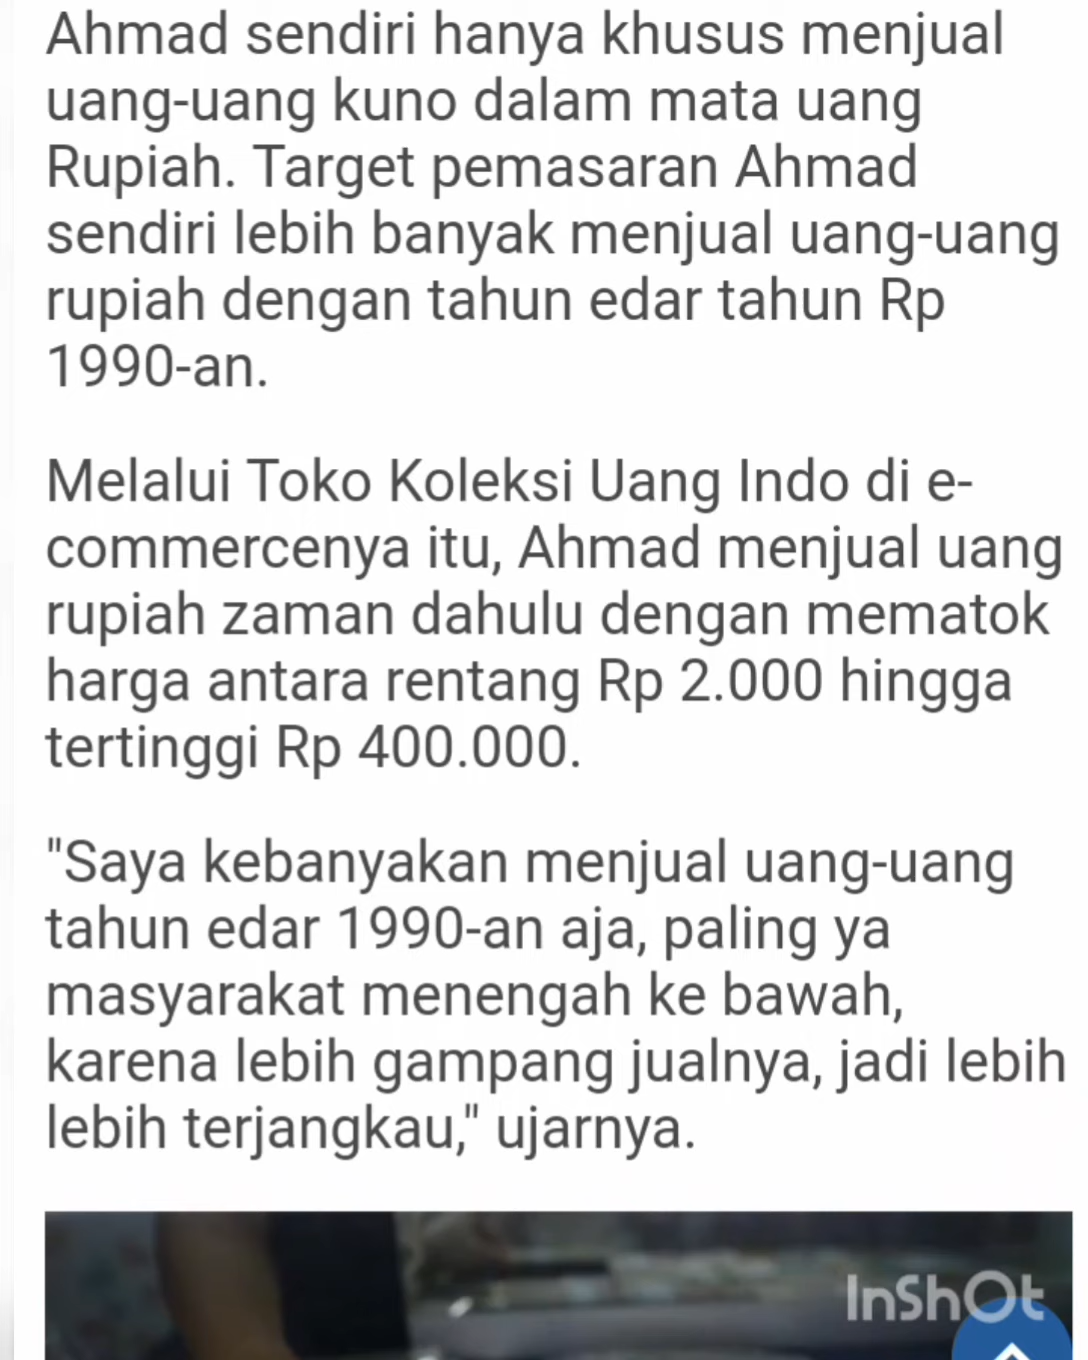 Ahmad sendiri hanya khusus menjual
uang-uang kuno dalam mata uang
Rupiah. Target pemasaran Ahmad
sendiri lebih banyak menjual uang-uang
rupiah dengan tahun edar tahun Rp
1990-an.
Melalui Toko Koleksi Uang Indo di e-
commercenya itu, Ahmad menjual uang
rupiah zaman dahulu dengan mematok
harga antara rentang Rp 2.000 hingga
tertinggi Rp 400.000.
"Saya kebanyakan menjual uang-uang
tahun edar 1990-an aja, paling ya
masyarakat menengah ke bawah,
karena lebih gampang jualnya, jadi lebih
lebih terjangkau," ujarnya.
InShOt